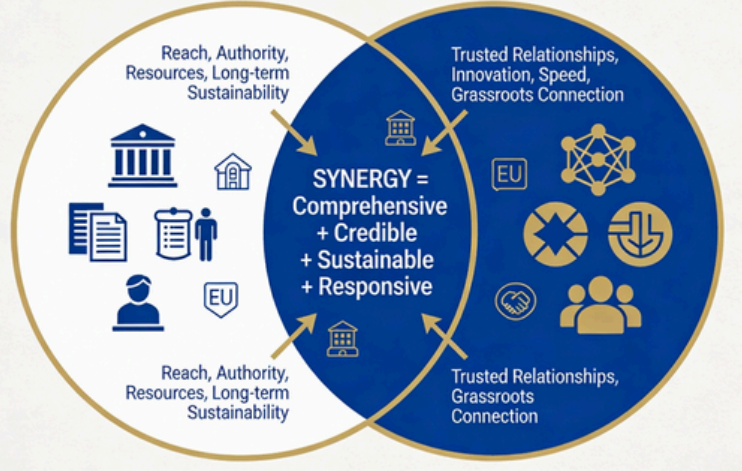 Reach, Authority,
Resources, Long-term
Sustainability
Trusted Relationships,
Innovation, Speed,
Grassroots Connection
SYNERGY =
Comprehensive
+ Credible
+ Sustainable
+ Responsive
EU
EU
Reach, Authority,
Resources, Long-term
Sustainability
Trusted Relationships,
Grassroots
Connection